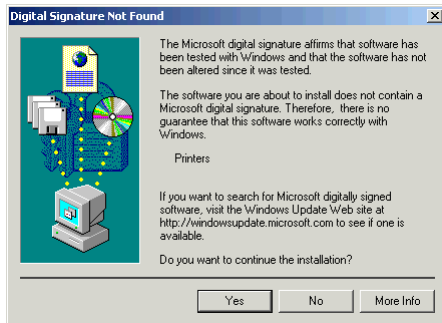 Digital Signature Not Found
The Microsoft digital signature affirms that software has
been tested with Windows and that the software has not
been altered since it was tested.
The software you are about to install does not contain a
Microsoft digital signature. Therefore, there is no
guarantee that this software works correctly with
Windows.
Printers
If you want to search for Microsoft digitally signed
software, visit the Windows Update Web site at
http://windowsupdate.microsoft.com to see if one is
available.
Do you want to continue the installation?
Yes No More Info